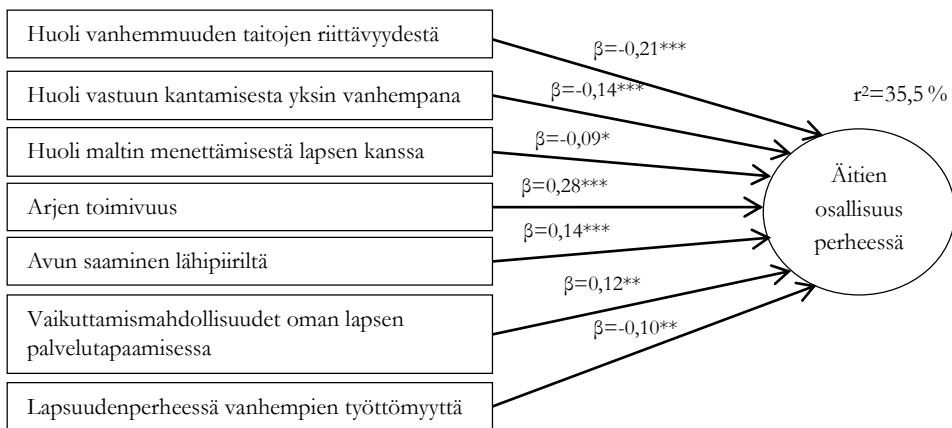 Huoli vanhemmuuden taitojen riittävyydestä
β=-0,21***
Huoli vastuun kantamisesta yksin vanhempana
β=-0,14***
r²=35,5 %
Huoli maltin menettämisestä lapsen kanssa
β=-0,09*
Arjen toimivuus
β=0,28***
Äitien
osallisuus
perheessä
Avun saaminen lähipiiriltä
β=0,14***
Vaikuttamismahdollisuudet oman lapsen
palvelutapaamisessa
β=0,12**
Lapsuudenperheessä vanhempien työttömyyttä
β=-0,10**